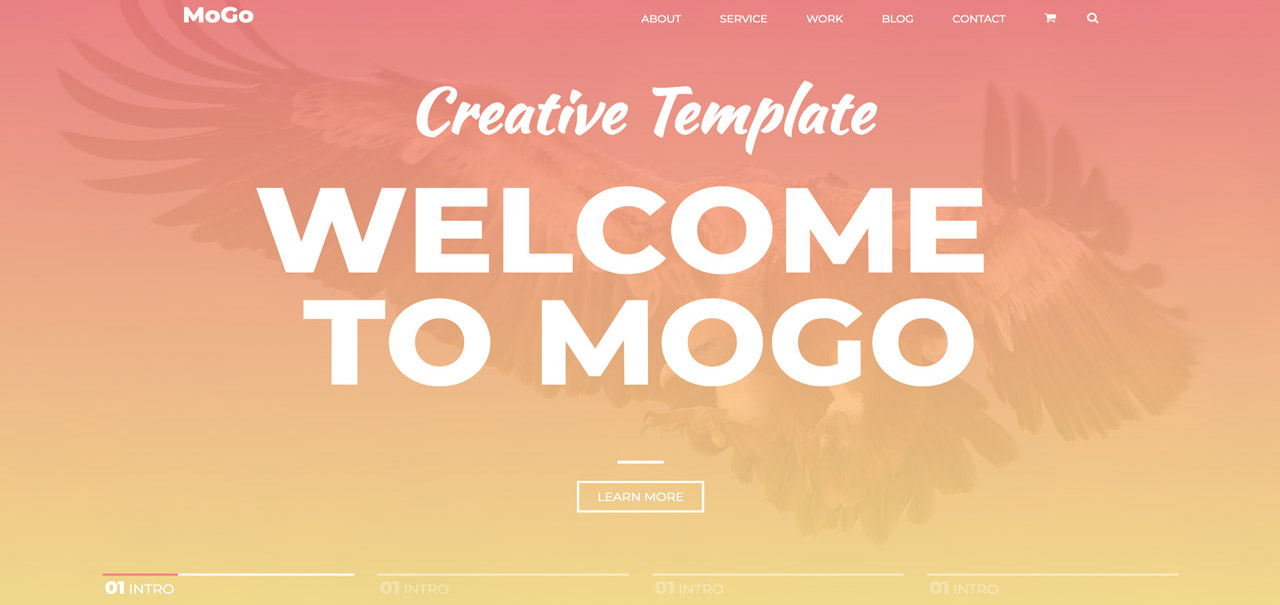 MoGo ABOUT SERVICE WORK BLOG CONTACT
Creative Template
WELCOME
TO MOGO
LEARN MORE
01 INTRO 01 INTRO 01 INTRO 01 INTRO